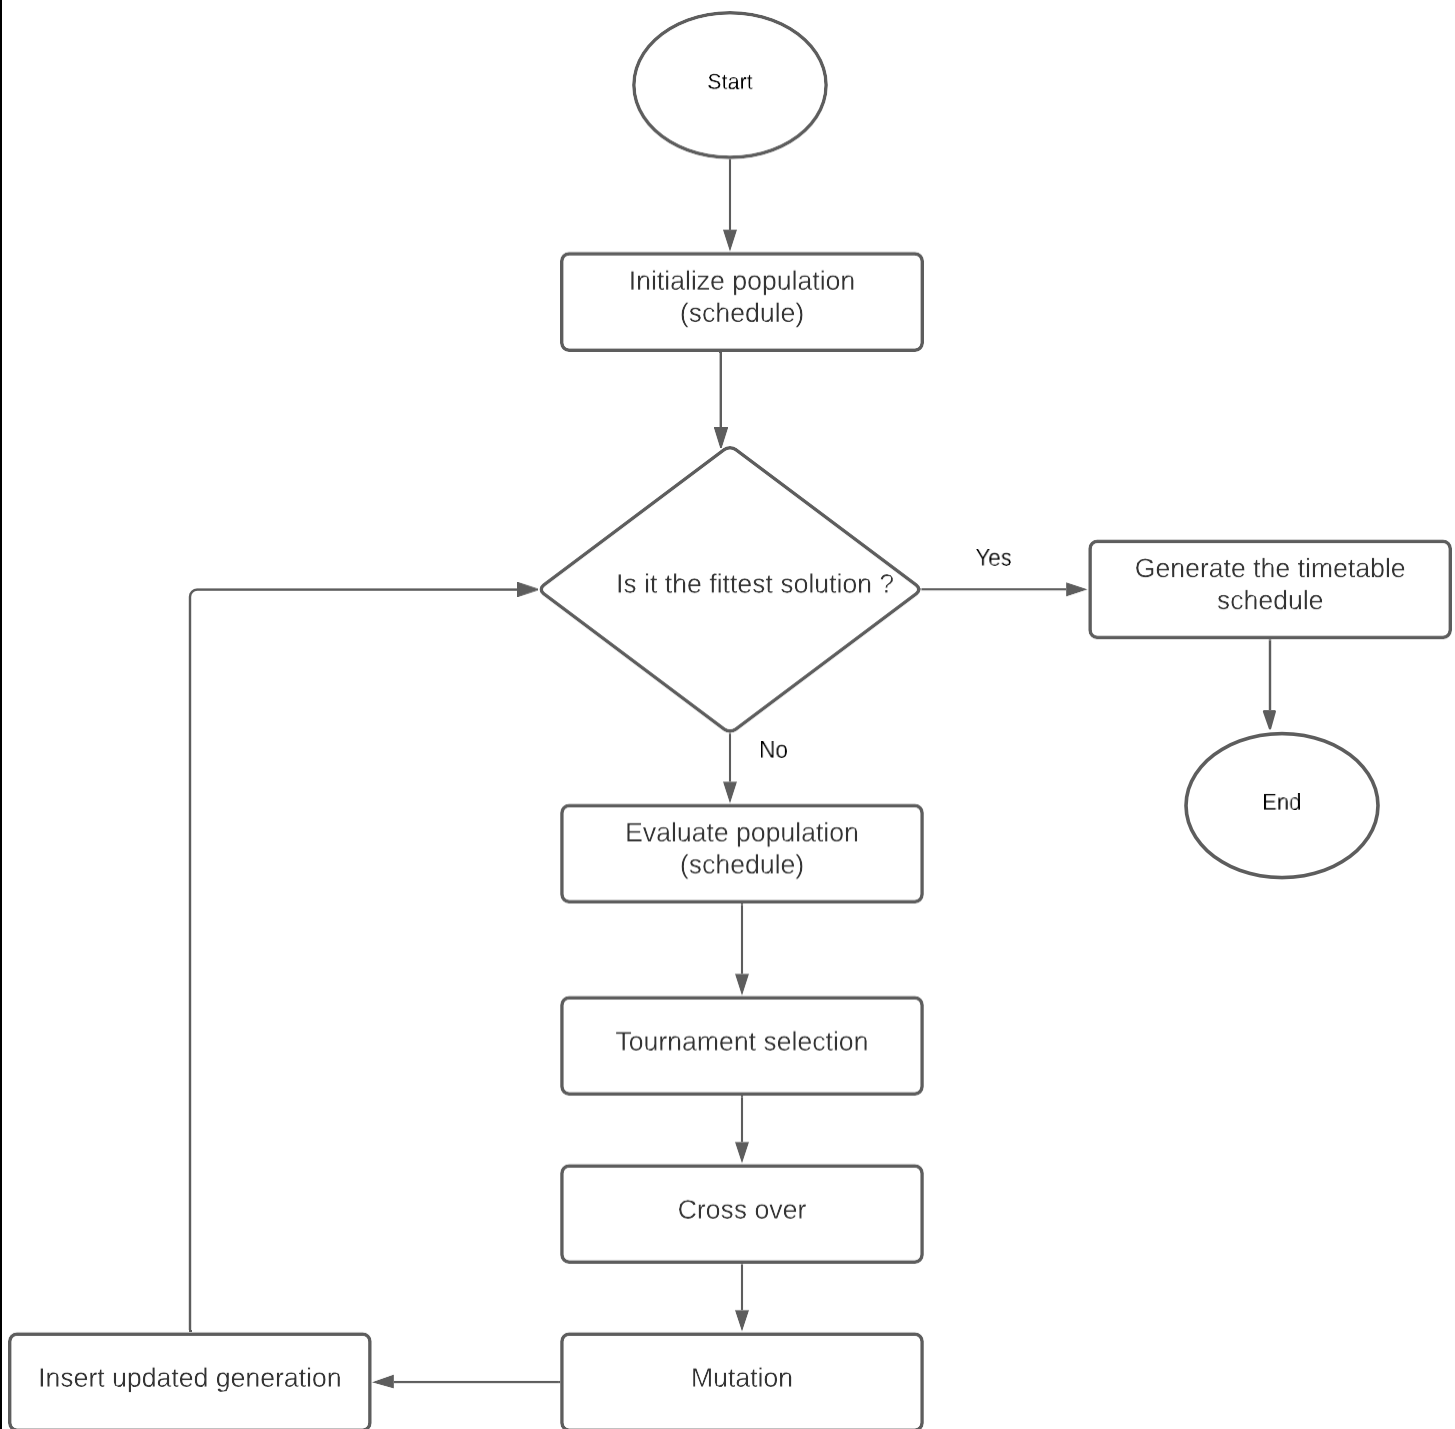 Start
Initialize population
(schedule)
Is it the fittest solution ?
Yes
Generate the timetable
schedule
No
End
Evaluate population
(schedule)
Tournament selection
Cross over
Mutation
Insert updated generation